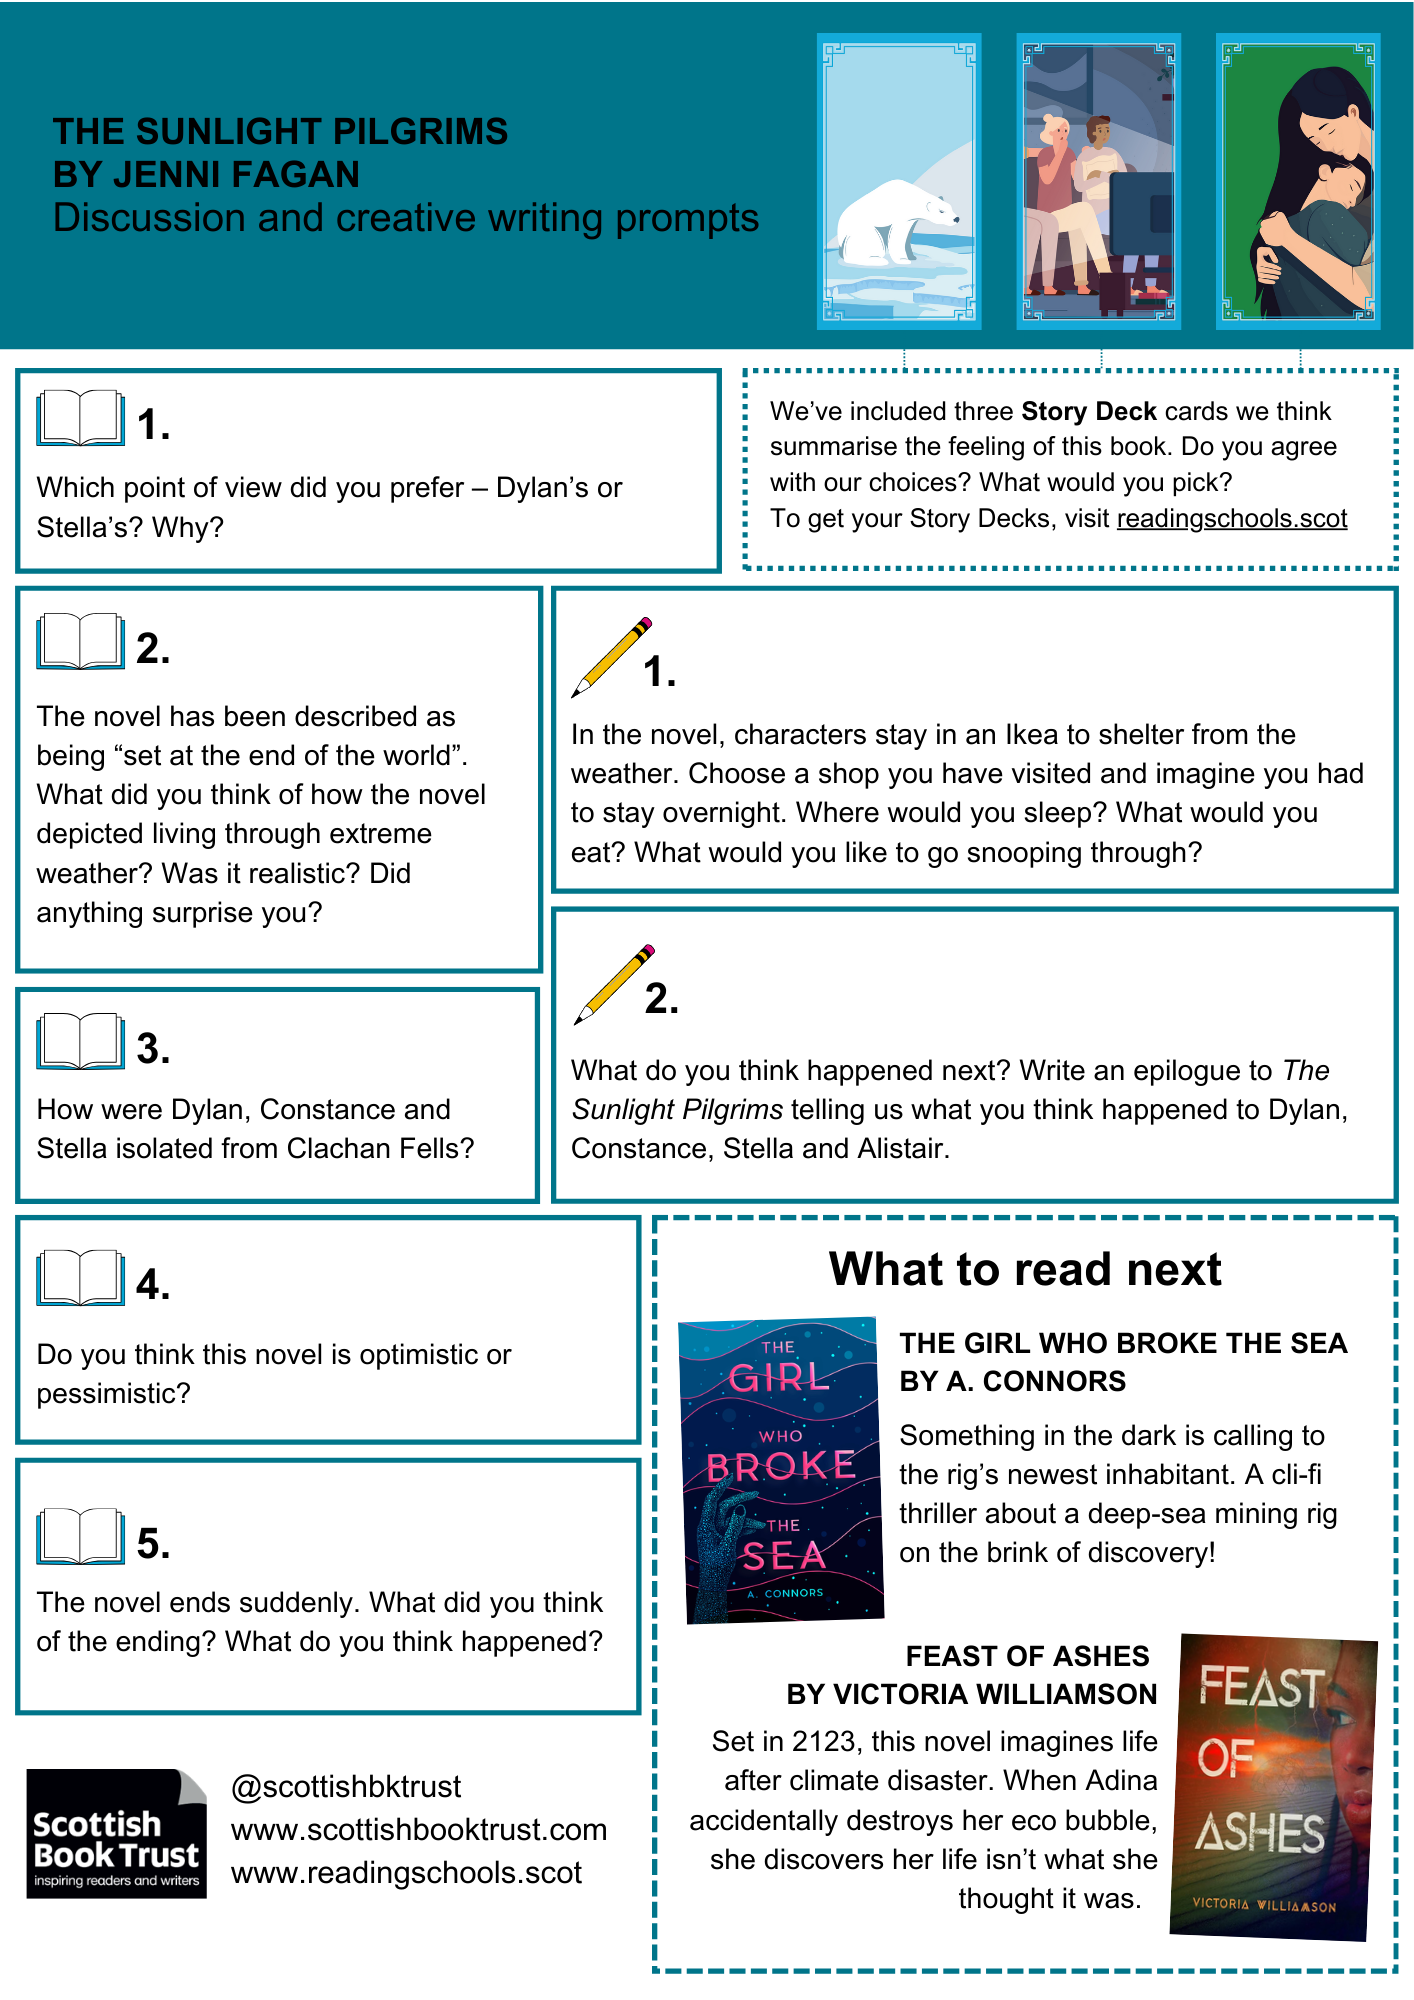 THE SUNLIGHT PILGRIMS
BY JENNI FAGAN
Discussion and creative writing prompts
1.
Which point of view did you prefer – Dylan’s or
Stella’s? Why?
We’ve included three Story Deck cards we think
summarise the feeling of this book. Do you agree
with our choices? What would you pick?
To get your Story Decks, visit readingschools.scot
2.
The novel has been described as
being “set at the end of the world”.
What did you think of how the novel
depicted living through extreme
weather? Was it realistic? Did
anything surprise you?
1.
In the novel, characters stay in an Ikea to shelter from the
weather. Choose a shop you have visited and imagine you had
to stay overnight. Where would you sleep? What would you
eat? What would you like to go snooping through?
3.
How were Dylan, Constance and
Stella isolated from Clachan Fells?
2.
What do you think happened next? Write an epilogue to The
Sunlight Pilgrims telling us what you think happened to Dylan,
Constance, Stella and Alistair.
4.
Do you think this novel is optimistic or
pessimistic?
5.
The novel ends suddenly. What did you think
of the ending? What do you think happened?
What to read next
THE
GIRL
WHO
BROKE
THE
SEA
A. CONNORS
THE GIRL WHO BROKE THE SEA
BY A. CONNORS
Something in the dark is calling to
the rig’s newest inhabitant. A cli-fi
thriller about a deep-sea mining rig
on the brink of discovery!
FEAST OF ASHES
BY VICTORIA WILLIAMSON
Set in 2123, this novel imagines life
after climate disaster. When Adina
accidentally destroys her eco bubble,
she discovers her life isn’t what she
thought it was.
FEAST
OF
ASHES
VICTORIA WILLIAMSON
Scottish
Book Trust
inspiring readers and writers
@scottishbktrust
www.scottishbooktrust.com
www.readingschools.scot